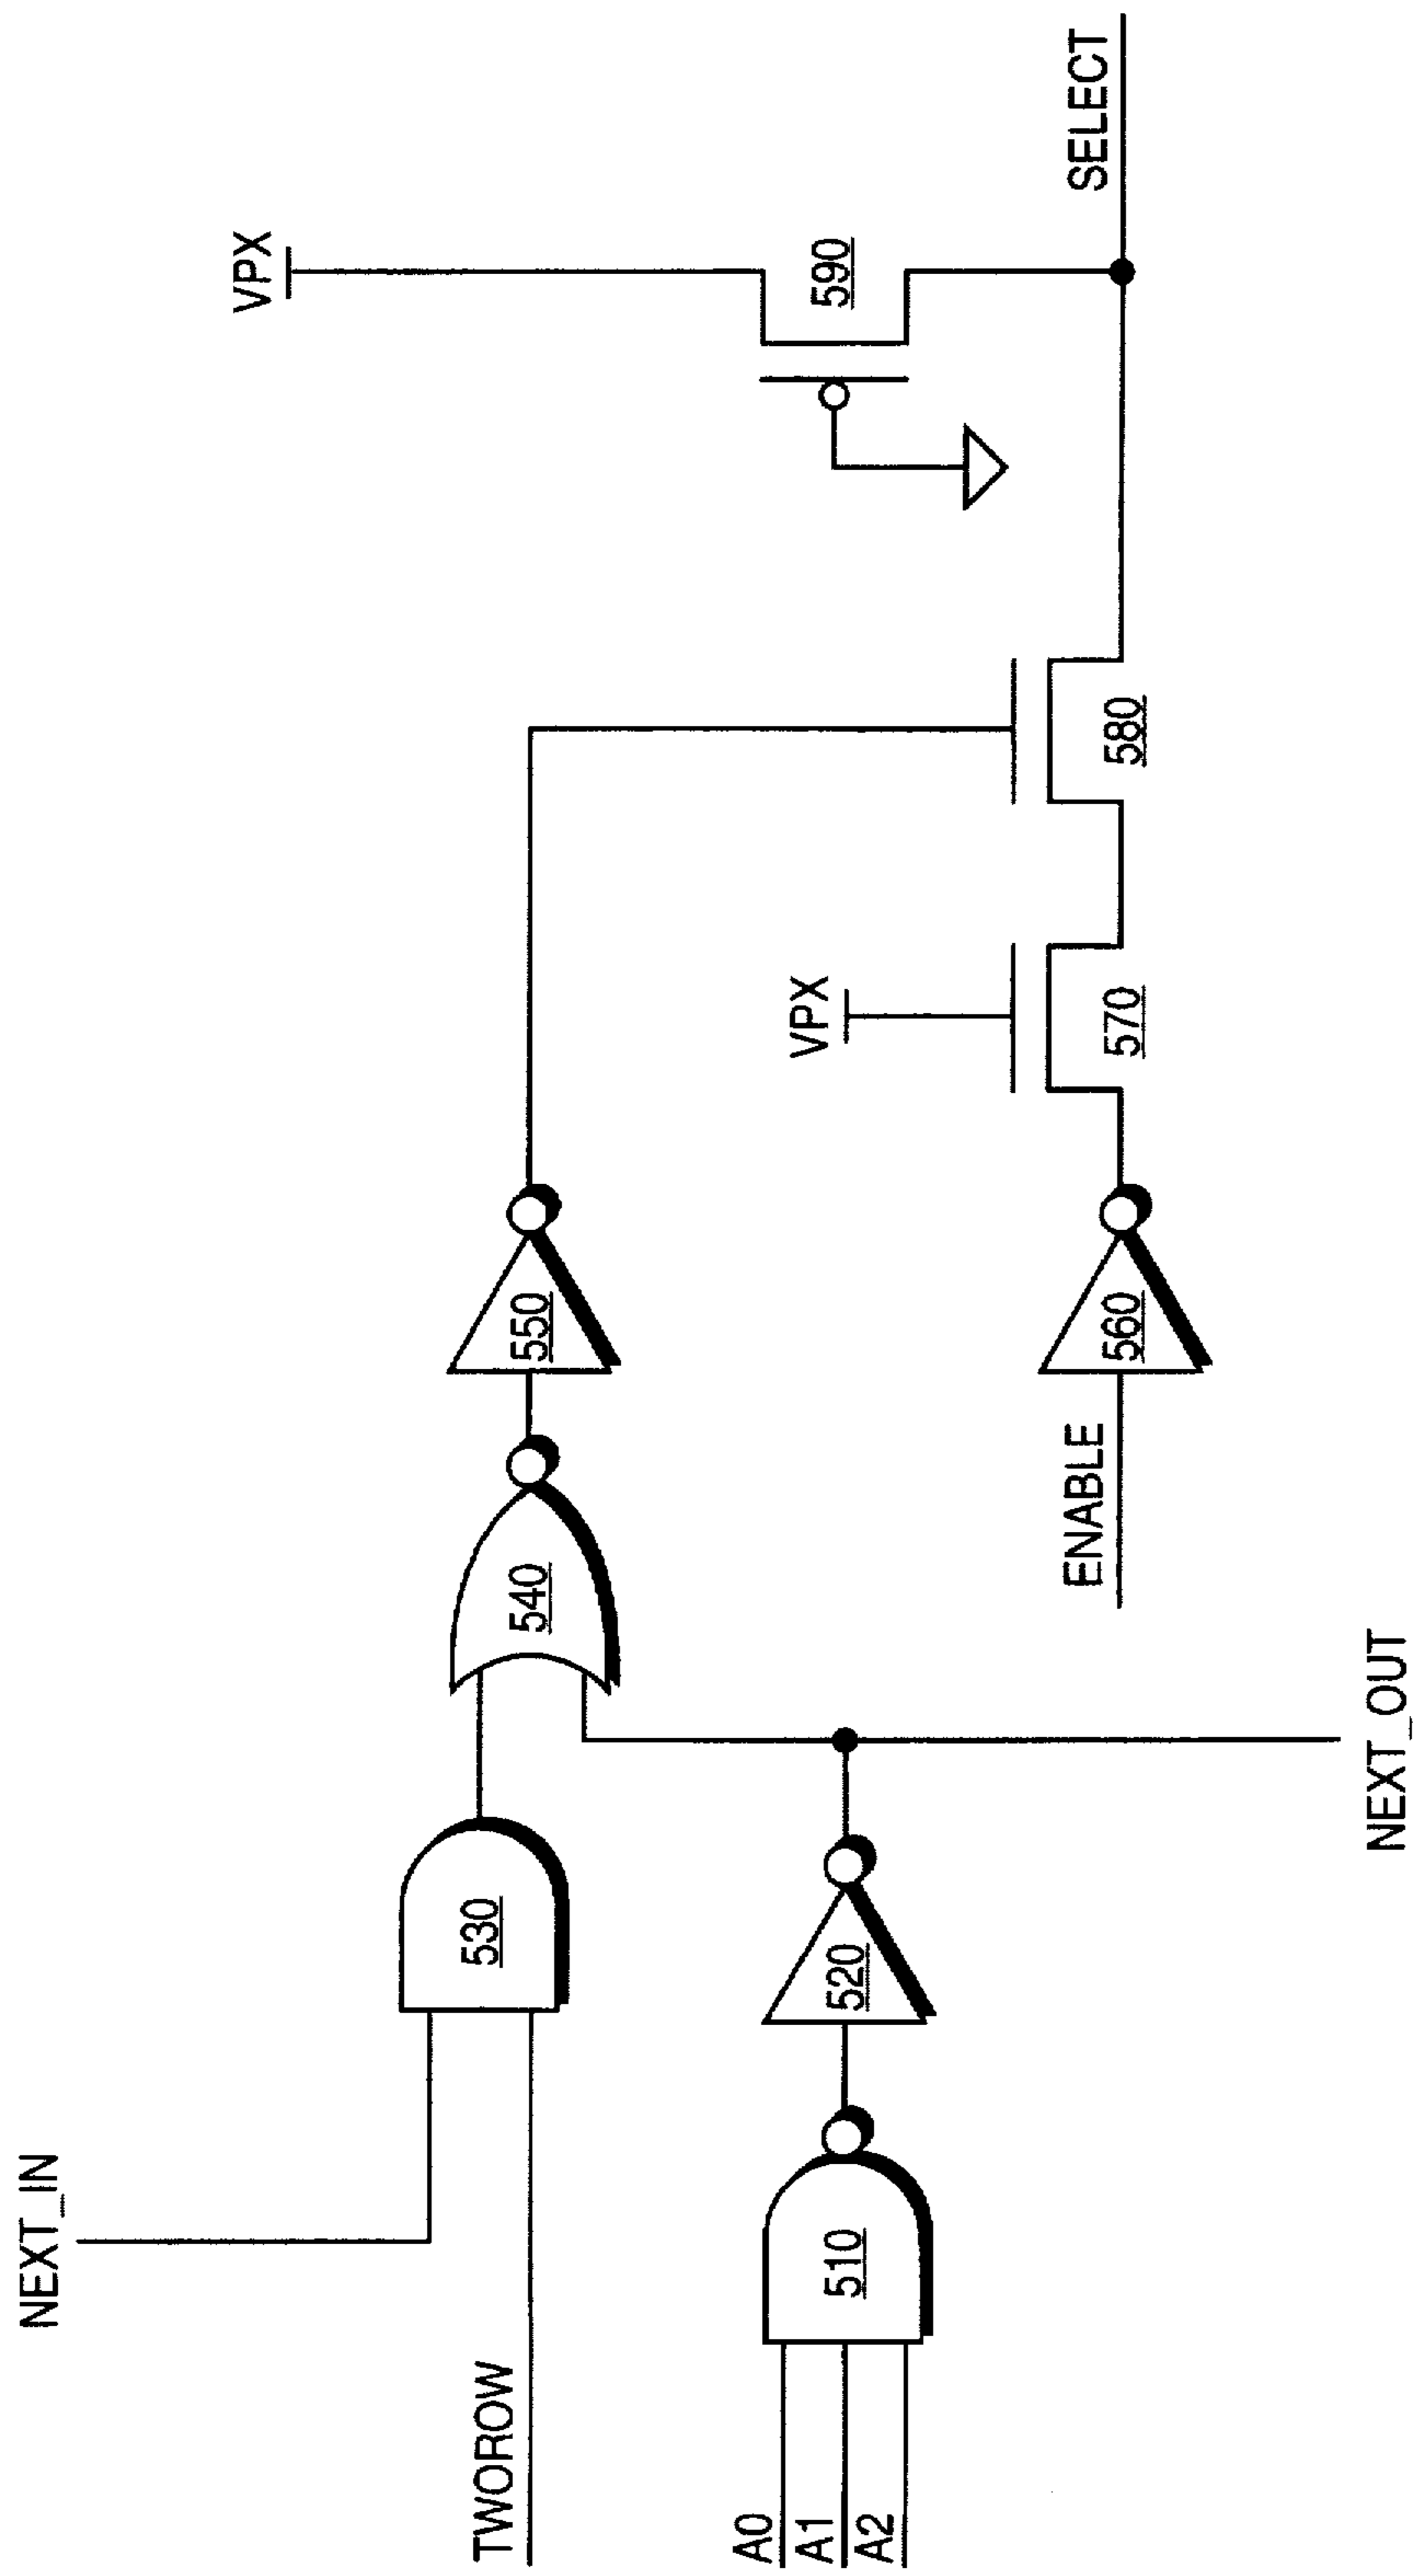 NEXT_IN
TWOROW
530
540
550
VPX
590
SELECT
A0
A1
A2
510
520
NEXT_OUT
ENABLE
560
VPX
570
580